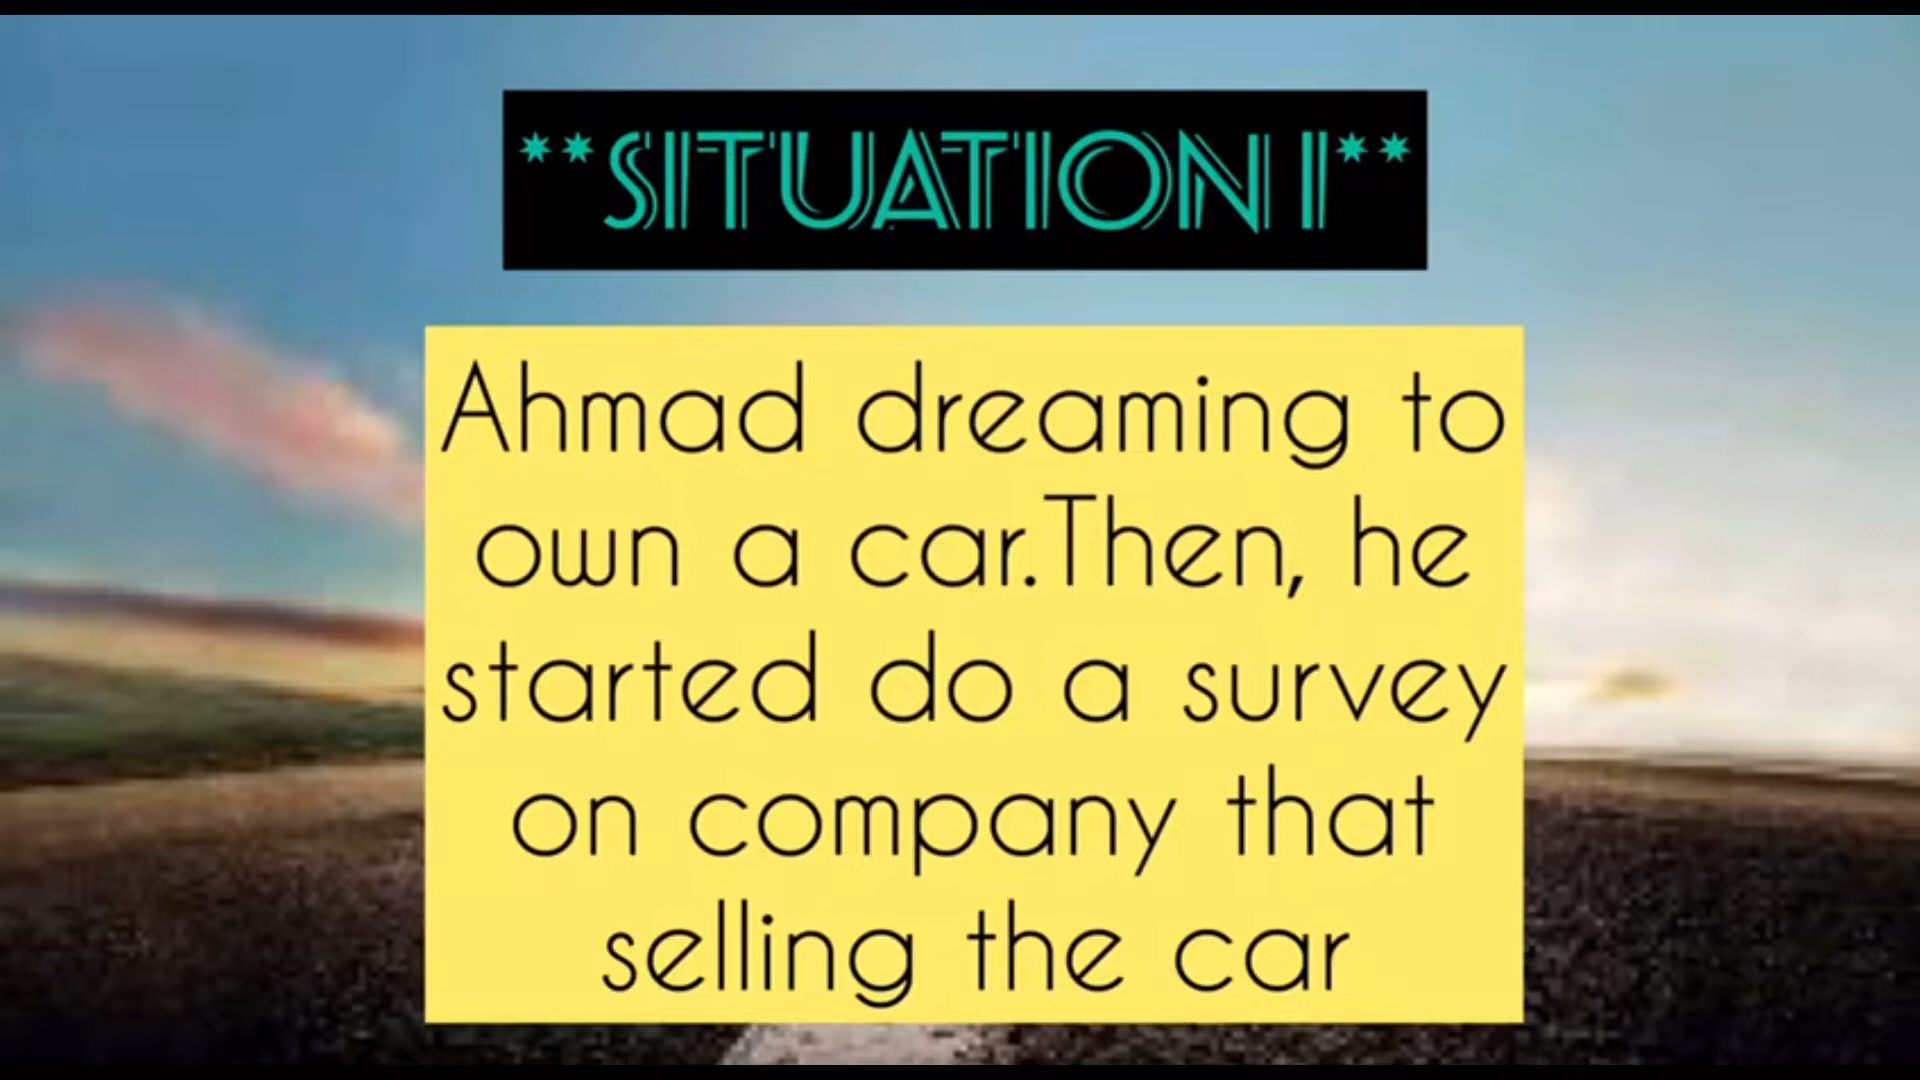 **SITUATION I**
Ahmad dreaming to
own a car.Then, he
started do a survey
on company that
selling the car